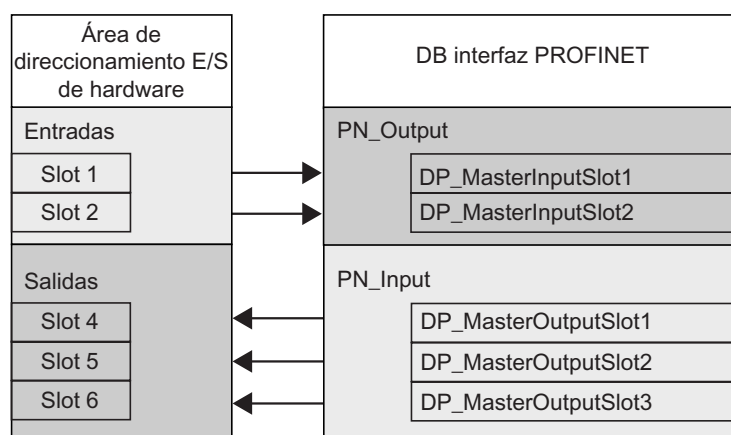 Área de
direccionamiento E/S
de hardware
DB interfaz PROFINET
Entradas
Slot 1
Slot 2
PN_Output
DP_MasterInputSlot1
DP_MasterInputSlot2
Salidas
Slot 4
Slot 5
Slot 6
PN_Input
DP_MasterOutputSlot1
DP_MasterOutputSlot2
DP_MasterOutputSlot3